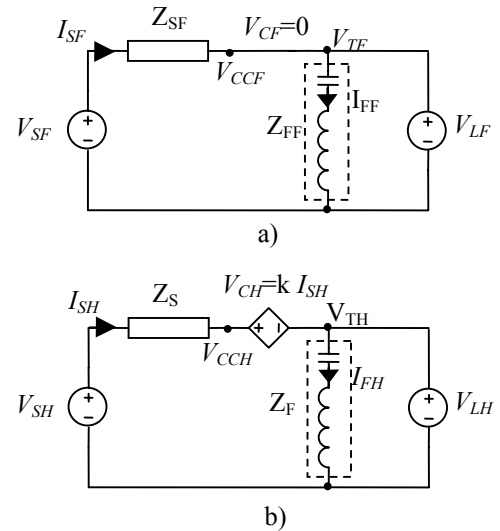 I_SF Z_SF V_CF=0 V_TF
V_CCF
I_FF
V_SF Z_FF V_LF
a)
I_SH Z_S V_CH=k I_SH V_TH
V_CCH
I_FH
V_SH Z_F V_LH
b)